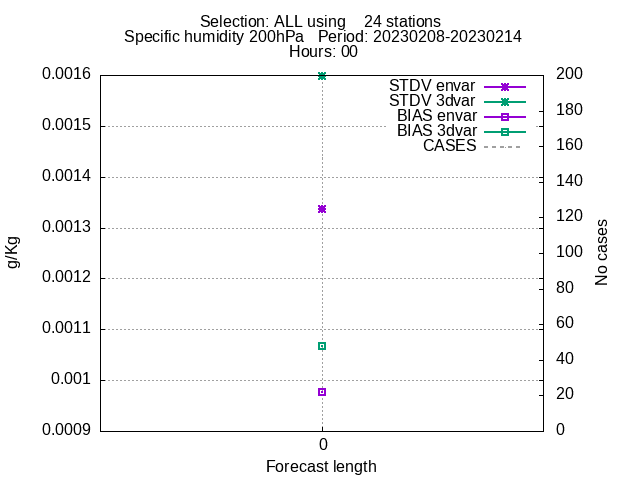 Selection: ALL using    24 stations
Specific humidity 200hPa   Period: 20230208-20230214
Hours: 00
STDV envar
STDV 3dvar
BIAS envar
BIAS 3dvar
CASES
0.0016
0.0015
0.0014
0.0013
0.0012
0.0011
0.001
0.0009
g/Kg
200
180
160
140
120
100
80
60
40
20
0
No cases
0
Forecast length